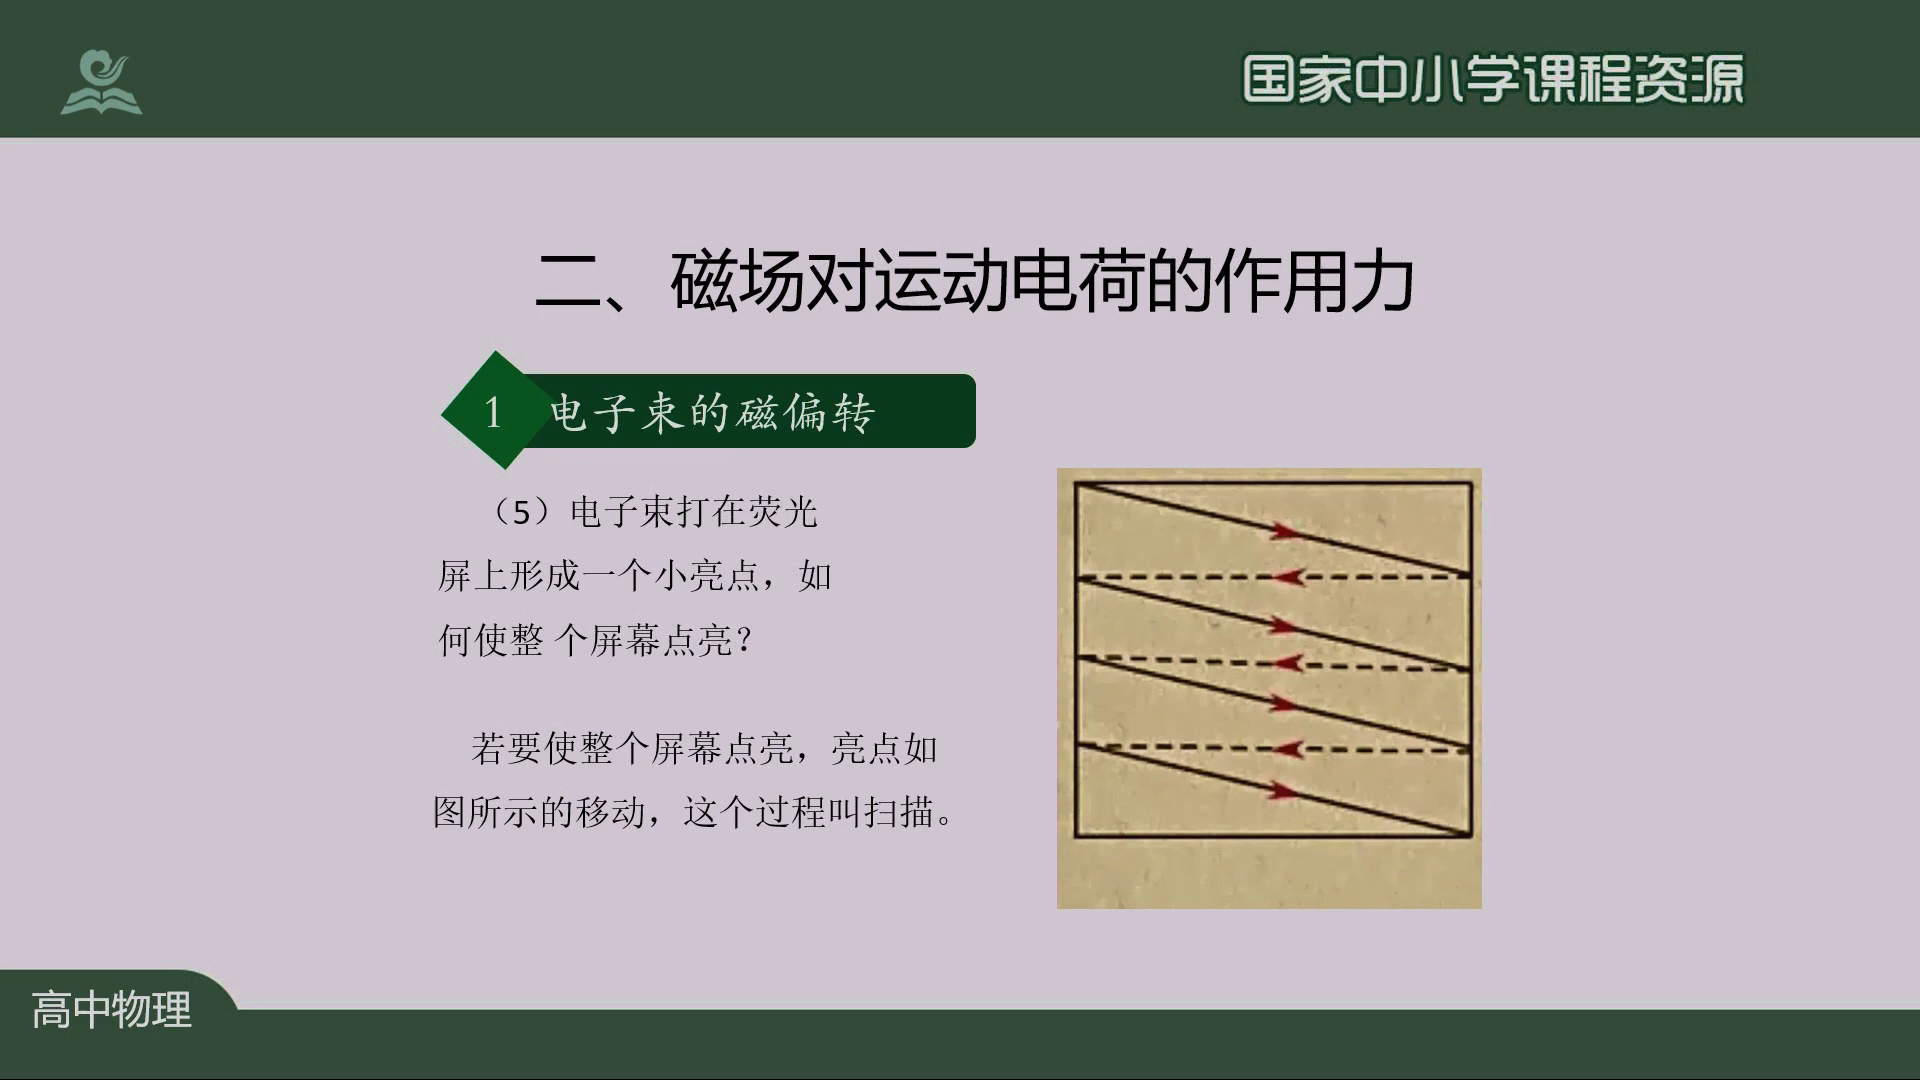 国家中小学课程资源
二、磁场对运动电荷的作用力
1 电子束的磁偏转
（5）电子束打在荧光
屏上形成一个小亮点，如
何使整 个屏幕点亮？
若要使整个屏幕点亮，亮点如
图所示的移动，这个过程叫扫描。
高中物理